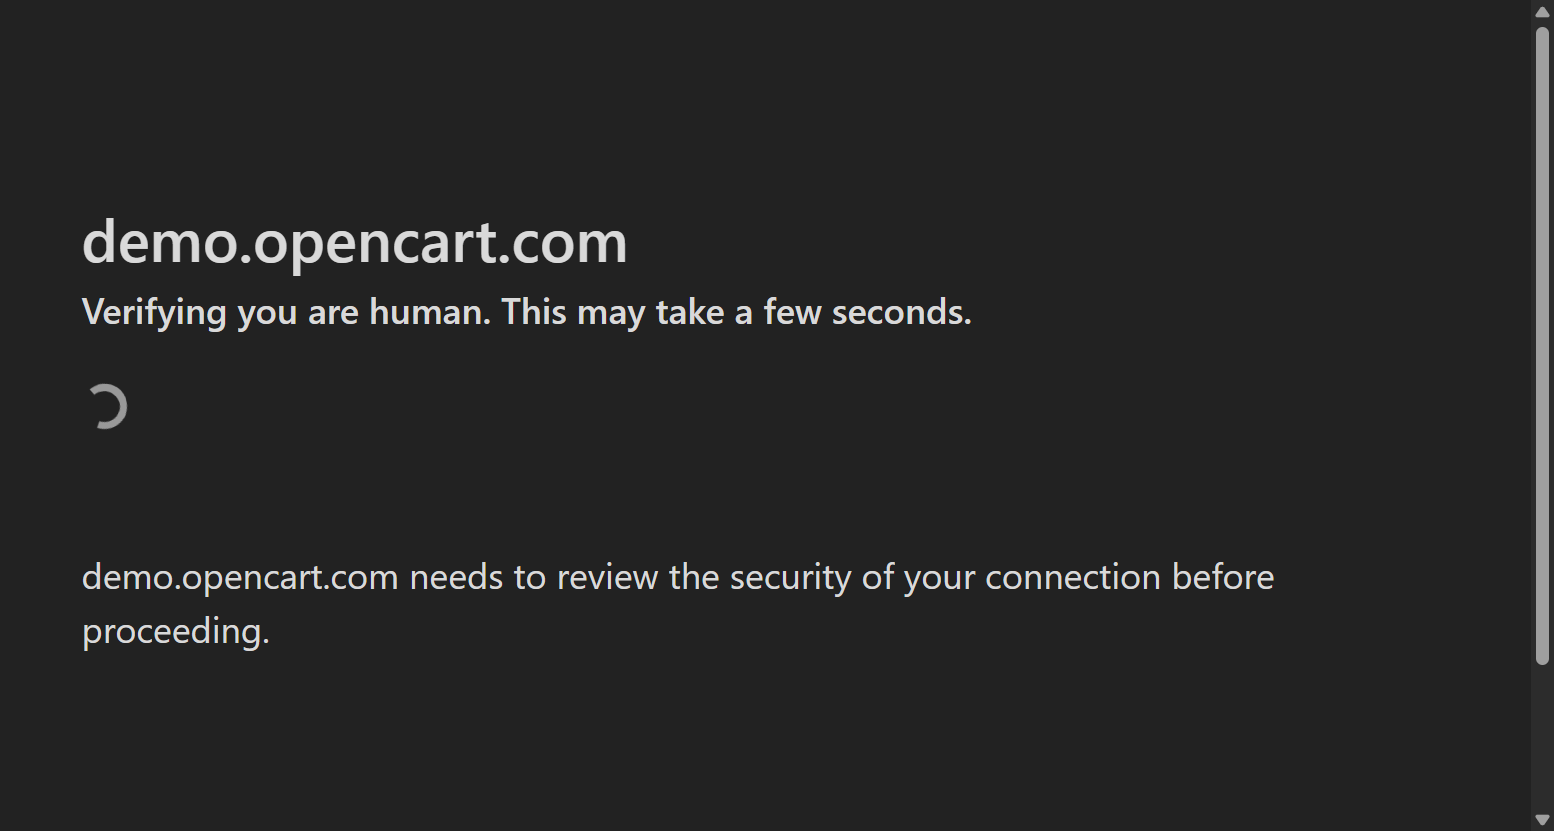 demo.opencart.com
Verifying you are human. This may take a few seconds.
demo.opencart.com needs to review the security of your connection before
proceeding.